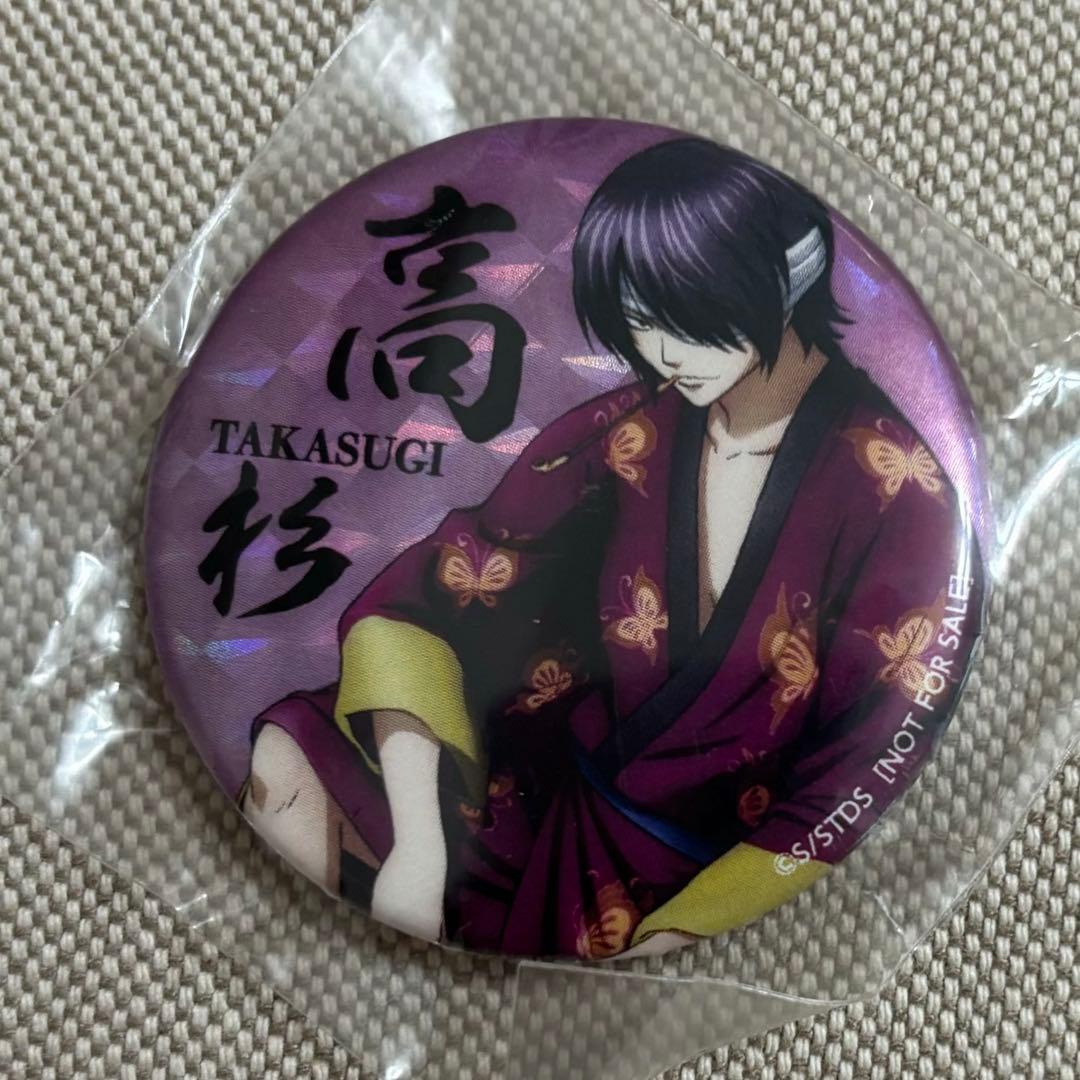 高
TAKASUGI
杉
©S/STDS [NOT FOR SALE]